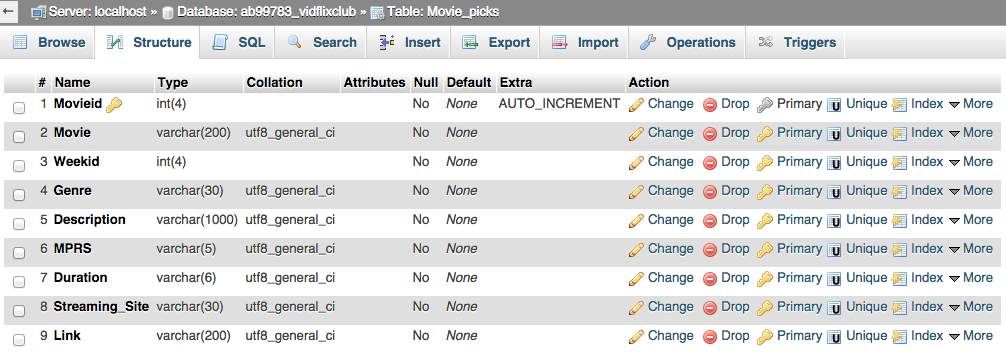 Server: localhost » Database: ab99783_vidflixclub » Table: Movie_picks
Browse Structure SQL Search Insert Export Import Operations Triggers
# Name Type Collation Attributes Null Default Extra Action
1 Movieid int(4) No None AUTO_INCREMENT Change Drop Primary Unique Index More
2 Movie varchar(200) utf8_general_ci No None Change Drop Primary Unique Index More
3 Weekid int(4) No None Change Drop Primary Unique Index More
4 Genre varchar(30) utf8_general_ci No None Change Drop Primary Unique Index More
5 Description varchar(1000) utf8_general_ci No None Change Drop Primary Unique Index More
6 MPRS varchar(5) utf8_general_ci No None Change Drop Primary Unique Index More
7 Duration varchar(6) utf8_general_ci No None Change Drop Primary Unique Index More
8 Streaming_Site varchar(30) utf8_general_ci No None Change Drop Primary Unique Index More
9 Link varchar(200) utf8_general_ci No None Change Drop Primary Unique Index More